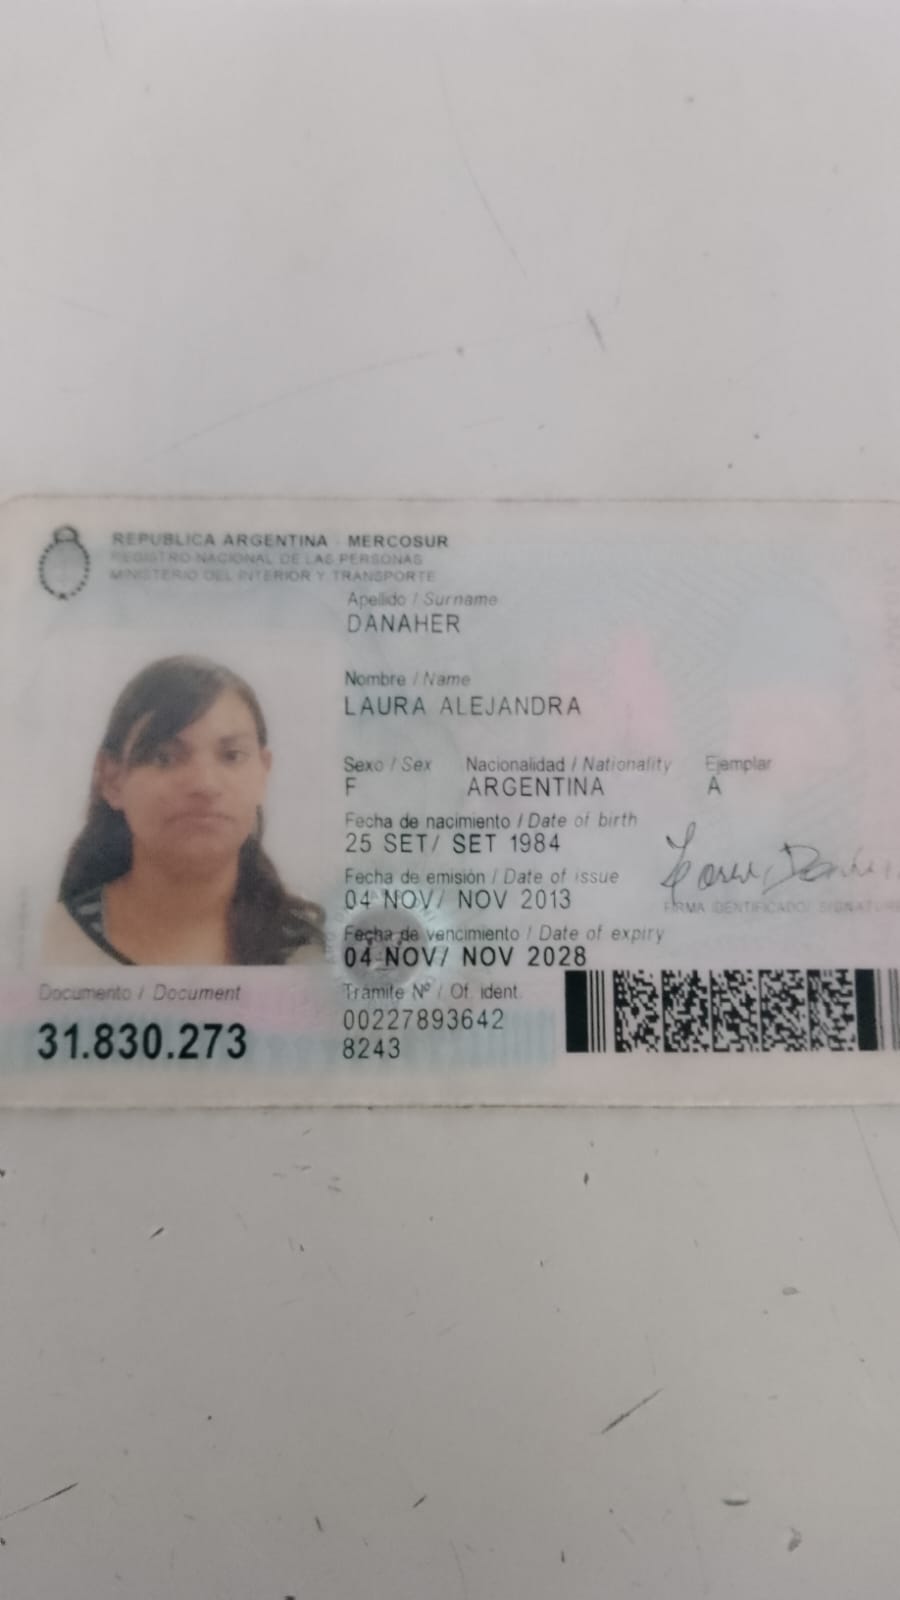 REPUBLICA ARGENTINA - MERCOSUR
REGISTRO NACIONAL DE LAS PERSONAS
MINISTERIO DEL INTERIOR Y TRANSPORTE
Apellido / Surname
DANAHER
Nombre / Name
LAURA ALEJANDRA
Sexo / Sex Nacionalidad / Nationality Ejemplar
F ARGENTINA A
Fecha de nacimiento / Date of birth
25 SET/ SET 1984
Fecha de emisión / Date of issue
04 NOV/ NOV 2013
FIRMA IDENTIFICADO/ SIGNATURE
Fecha de vencimiento / Date of expiry
04 NOV/ NOV 2028
Documento / Document
31.830.273
Trámite Nº / Of. ident.
00227893642
8243